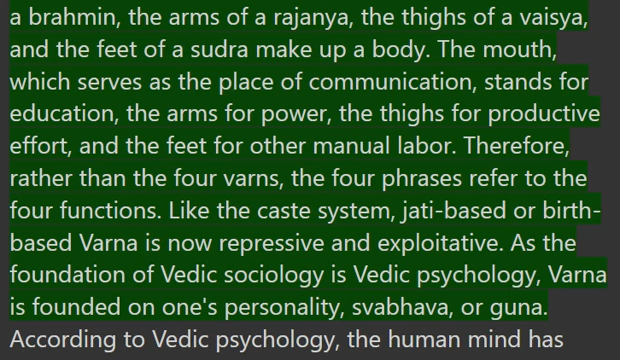 a brahmin, the arms of a rajanya, the thighs of a vaisya,
and the feet of a sudra make up a body. The mouth,
which serves as the place of communication, stands for
education, the arms for power, the thighs for productive
effort, and the feet for other manual labor. Therefore,
rather than the four varns, the four phrases refer to the
four functions. Like the caste system, jati-based or birth-
based Varna is now repressive and exploitative. As the
foundation of Vedic sociology is Vedic psychology, Varna
is founded on one's personality, svabhava, or guna.
According to Vedic psychology, the human mind has